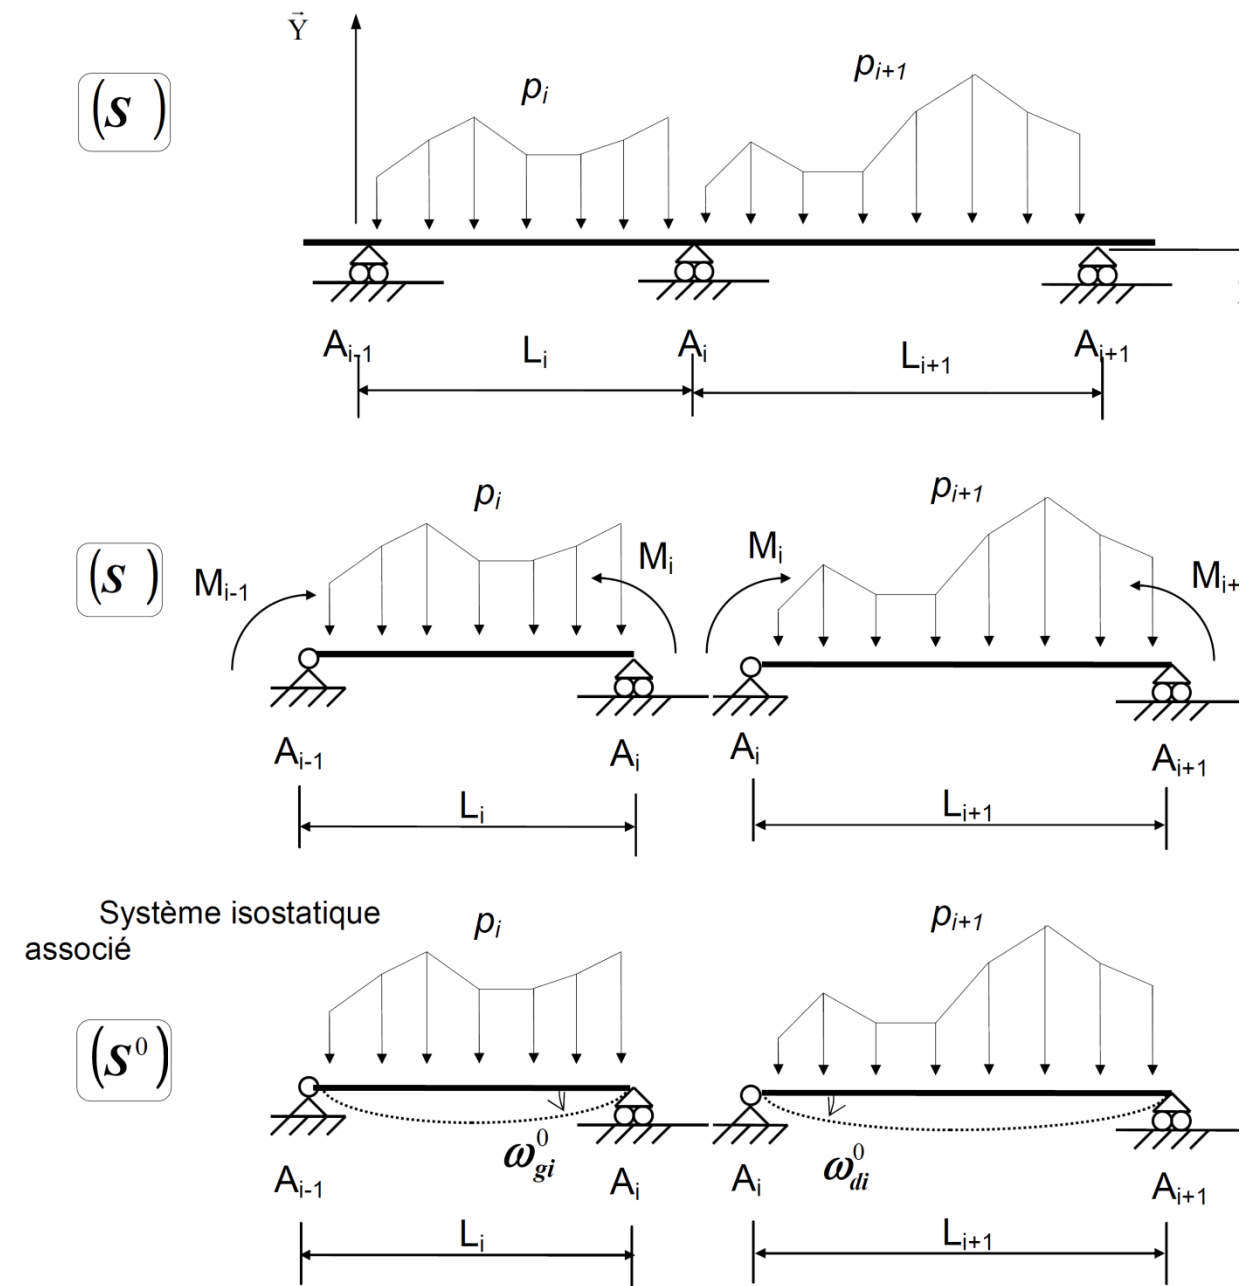 Y⃗
(S )
p_i
p_{i+1}
A_{i-1}
L_i
A_i
L_{i+1}
A_{i+1}
(S )
p_i
p_{i+1}
M_{i-1}
M_i
M_i
M_{i+
A_{i-1}
A_i
A_i
A_{i+1}
L_i
L_{i+1}
Système isostatique
associé
p_i
p_{i+1}
(S^0)
ω^0_{gi}
ω^0_{di}
A_{i-1}
A_i
A_i
A_{i+1}
L_i
L_{i+1}